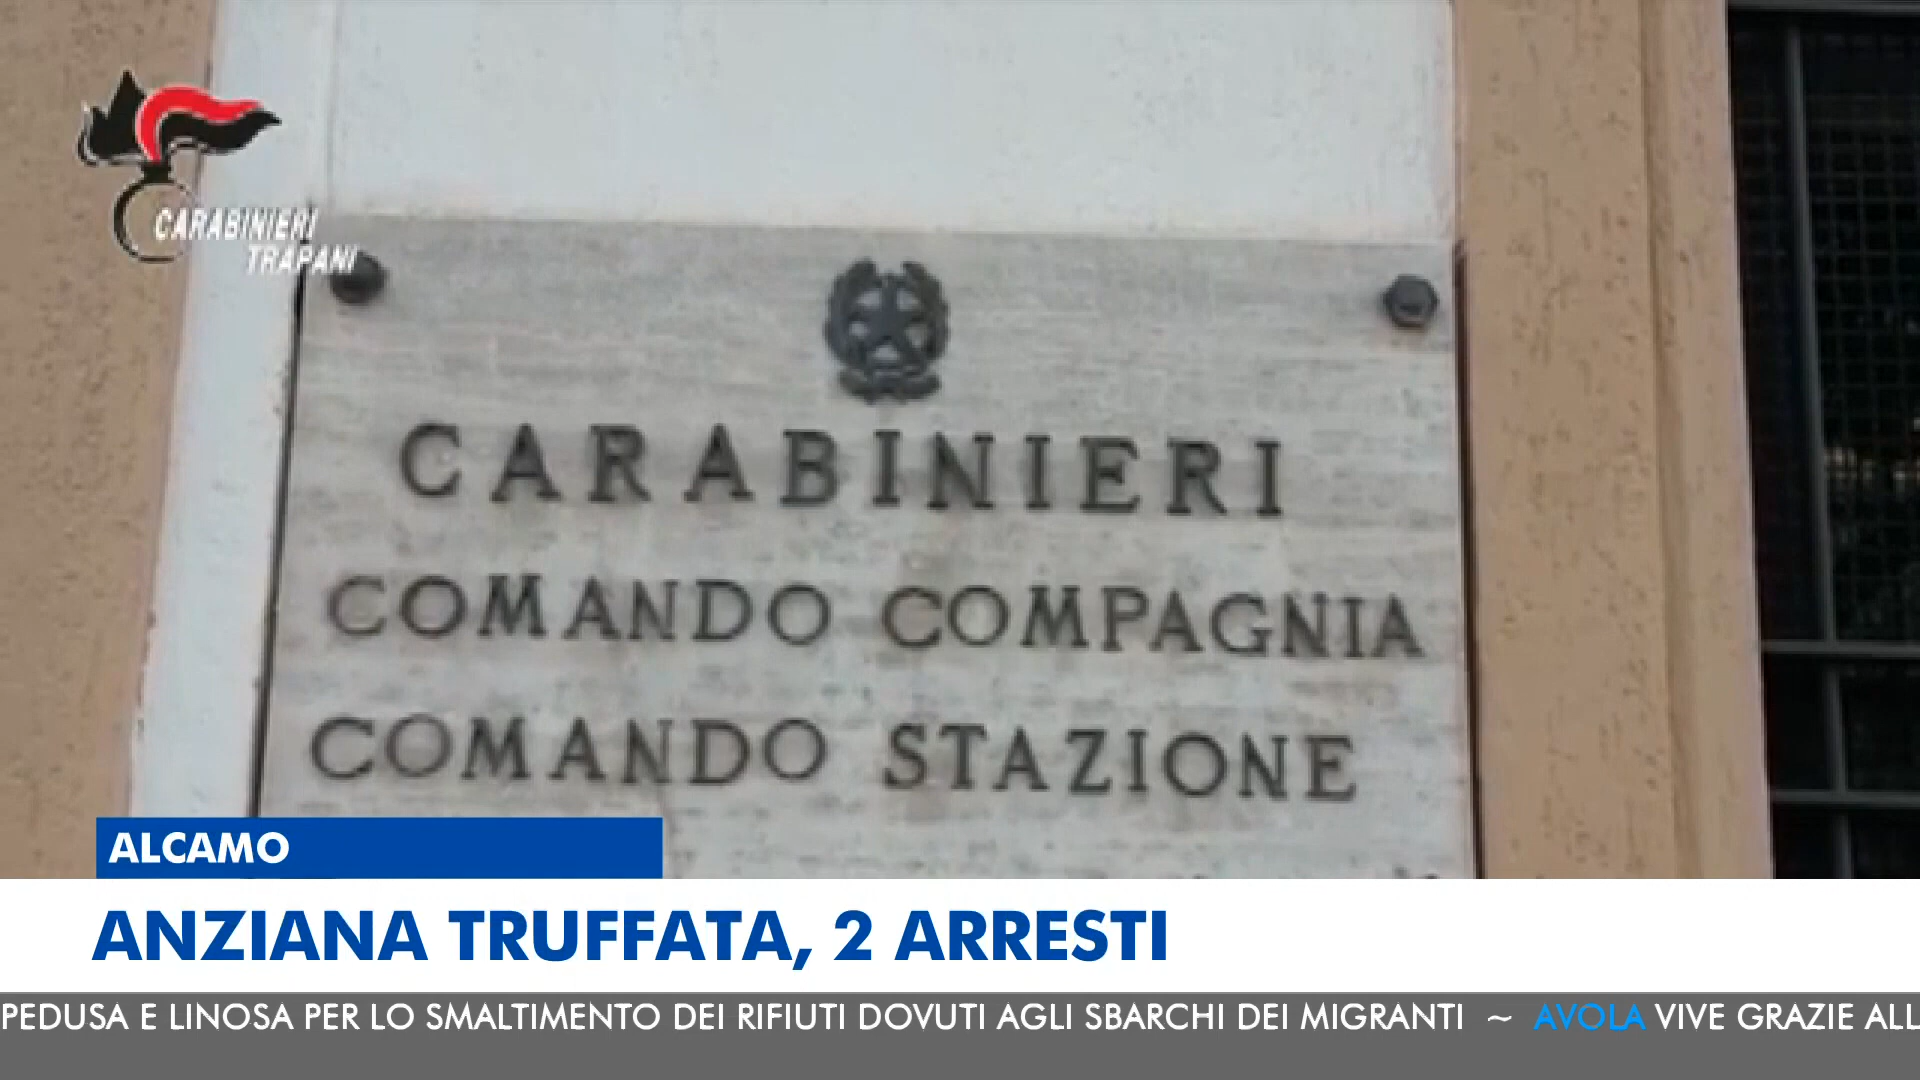 CARABINIERI
TRAPANI
CARABINIERI
COMANDO COMPAGNIA
COMANDO STAZIONE
ALCAMO
ANZIANA TRUFFATA, 2 ARRESTI
PEDUSA E LINOSA PER LO SMALTIMENTO DEI RIFIUTI DOVUTI AGLI SBARCHI DEI MIGRANTI ~ AVOLA VIVE GRAZIE ALL